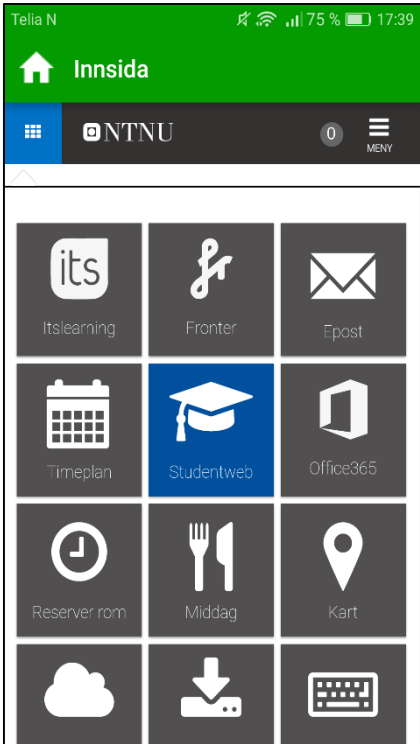 Telia N 75 % 17:39
Innsida
NTNU 0 MENY
its fr
Itslearning Fronter Epost
Timeplan Studentweb Office365
Reserver rom Middag Kart